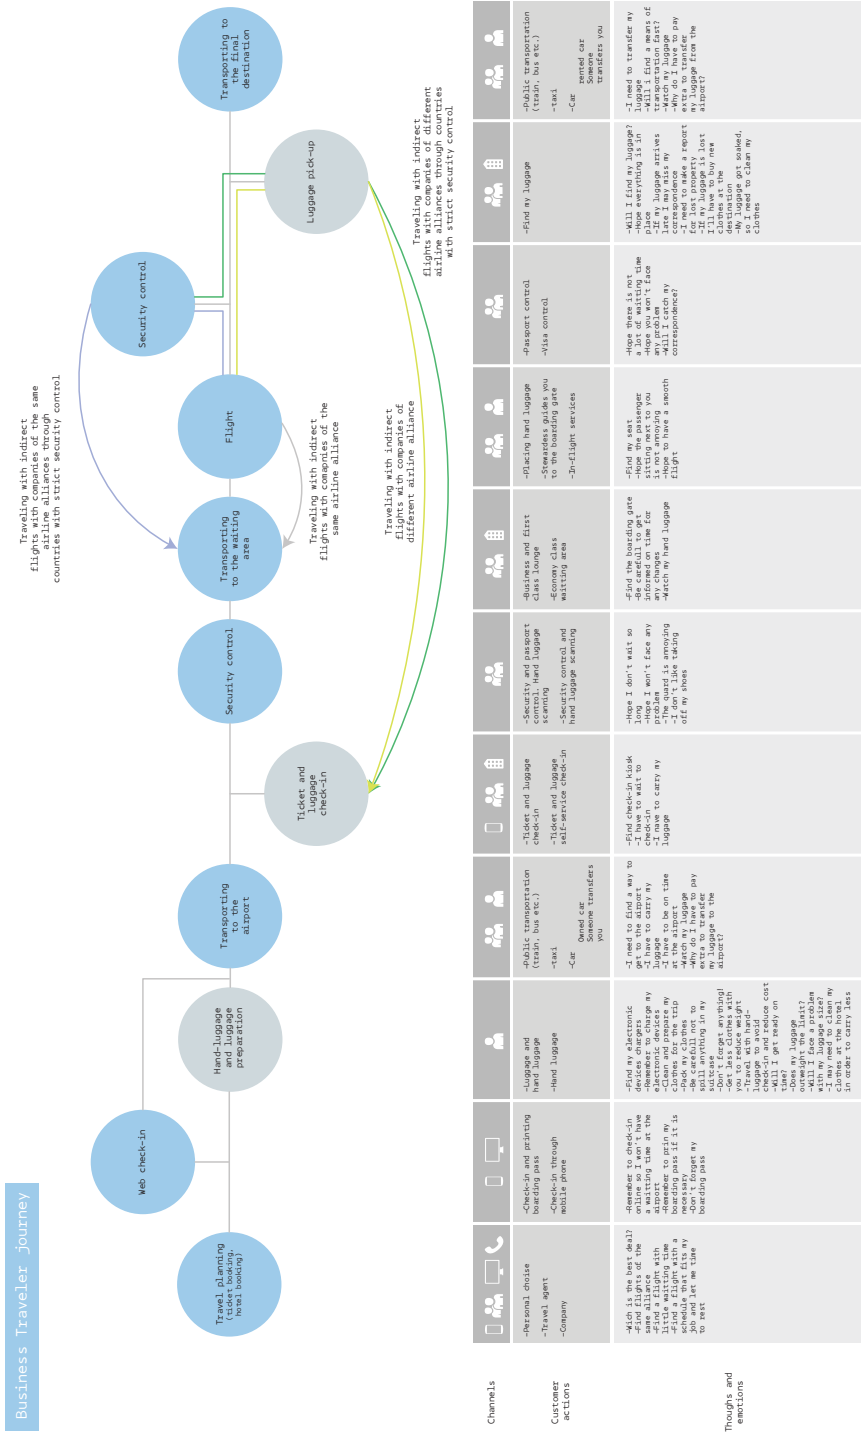 Business Traveler journey
Travel planning
(ticket booking,
hotel booking)
Web check-in
Hand-luggage
and luggage
preparation
Transporting
to the
airport
Ticket and
luggage
check-in
Security control
Transporting
to the waiting
area
Flight
Security control
Luggage pick-up
Transporting to
the final
destination
Traveling with indirect
flights with companies of the same
airline alliances through
countries with strict security control
Traveling with indirect
flights with comapnies of the
same airline alliance
Traveling with indirect
flights with companies of
different airline alliance
Traveling with indirect
flights with companies of different
airline alliances through countries
with strict security control
Channels
Customer
actions
-Personal choise
-Travel agent
-Company
-Check-in and printing
boarding pass
-Check-in through
mobile phone
-Luggage and
hand luggage
-Hand luggage
-Public transportation
(train, bus etc.)
-taxi
-Car
Owned car
Someone transfers
you
-Ticket and luggage
check-in
-Ticket and luggage
self-service check-in
-Security and passport
control. Hand luggage
scanning
-Security control and
hand luggage scanning
-Business and first
class lounge
-Economy class
waitting area
-Placing hand luggage
-Stewardess guides you
to the boarding gate
-In-flight services
-Passport control
-Visa control
-Find my luggage
-Public transportation
(train, bus etc.)
-taxi
-Car
rented car
Someone
transfers you
Thoughts and
emotions
-Wich is the best deal?
-Find flights of the
same alliance
-Find a flight with
little waitting time
-Find a flight with a
schedule that fits my
job and let me time
to rest
-Remember to check-in
online so I won't have
a waitting time at the
airport
-Remember to prin my
boarding pass if it is
necessary
-Don't forget my
boarding pass
-Find my electronic
devices chargers
-Remember to charge my
electronic devices
-Clean and prepare my
clothes for the trip
-Pack my clothes
-Be carefull not to
spill anything in my
suitcase
-Don't forget anything!
-Get less clothes with
you to reduce weight
-Travel with hand-
luggage to avoid
check-in and reduce cost
-Will I get ready on
time?
-Does my luggage
outweight the limit?
-Will I face a problem
with my luggage size?
-I may need to clean my
clothes at the hotel
in order to carry less
-I need to find a way to
get to the airport
-I have to carry my
luggage
-I have to be on time
at the airport
-Watch my luggage
-Why do I have to pay
extra to transfer
my luggage to the
airport?
-Find check-in kiosk
-I have to wait to
check-in
-I nave to carry my
luggage
-Hope I don't wait so
long
-Hope I won't face any
problem
-The quard is annoying
-I don't like taking
off my shoes
-Find the boarding gate
-Be carefull to get
informed on time for
any changes
-Watch my hand luggage
-Find my seat
-Hope the passenger
sitting next to you
is not annoying
-Hope to have a smooth
flight
-Hope there is not
a lot of waitting time
-Hope you won't face
any problem
-Will I catch my
correspondence?
-Will I find my luggage?
-Hope everything is in
place
-If my luggage arrives
late I may miss my
correspondence
-I need to make a report
for lost property
-If my luggage is lost
I'll have to buy new
clothes at the
destination
-My luggage got soaked,
so I need to clean my
clothes
-I need to transfer my
luggage
-Will i find a means of
transportation fast?
-Watch my luggage
-Why do I have to pay
extra to transfer
my luggage from the
airport?